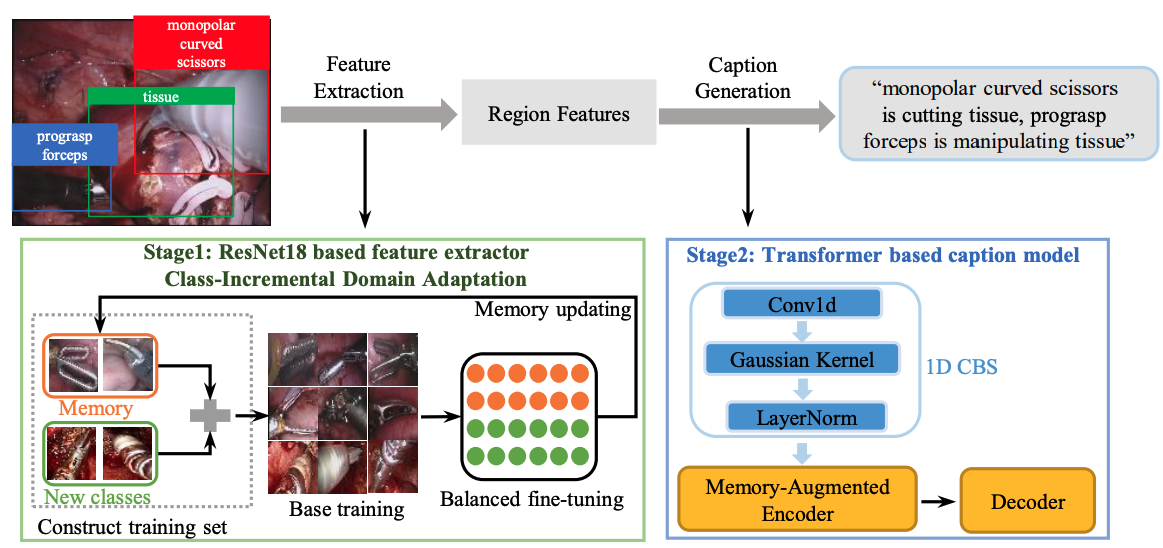 monopolar
curved
scissors
tissue
prograsp
forceps
Feature
Extraction
Region Features
Caption
Generation
“monopolar curved scissors
is cutting tissue, prograsp
forceps is manipulating tissue”
Stage1: ResNet18 based feature extractor
Class-Incremental Domain Adaptation
Memory updating
Memory
New classes
Construct training set
Base training
Balanced fine-tuning
Stage2: Transformer based caption model
Conv1d
Gaussian Kernel
LayerNorm
1D CBS
Memory-Augmented
Encoder
Decoder